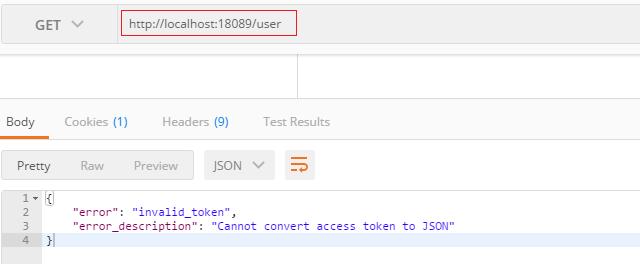 GET http://localhost:18089/user
Body Cookies (1) Headers (9) Test Results
Pretty Raw Preview JSON
1 {
2 "error": "invalid_token",
3 "error_description": "Cannot convert access token to JSON"
4 }